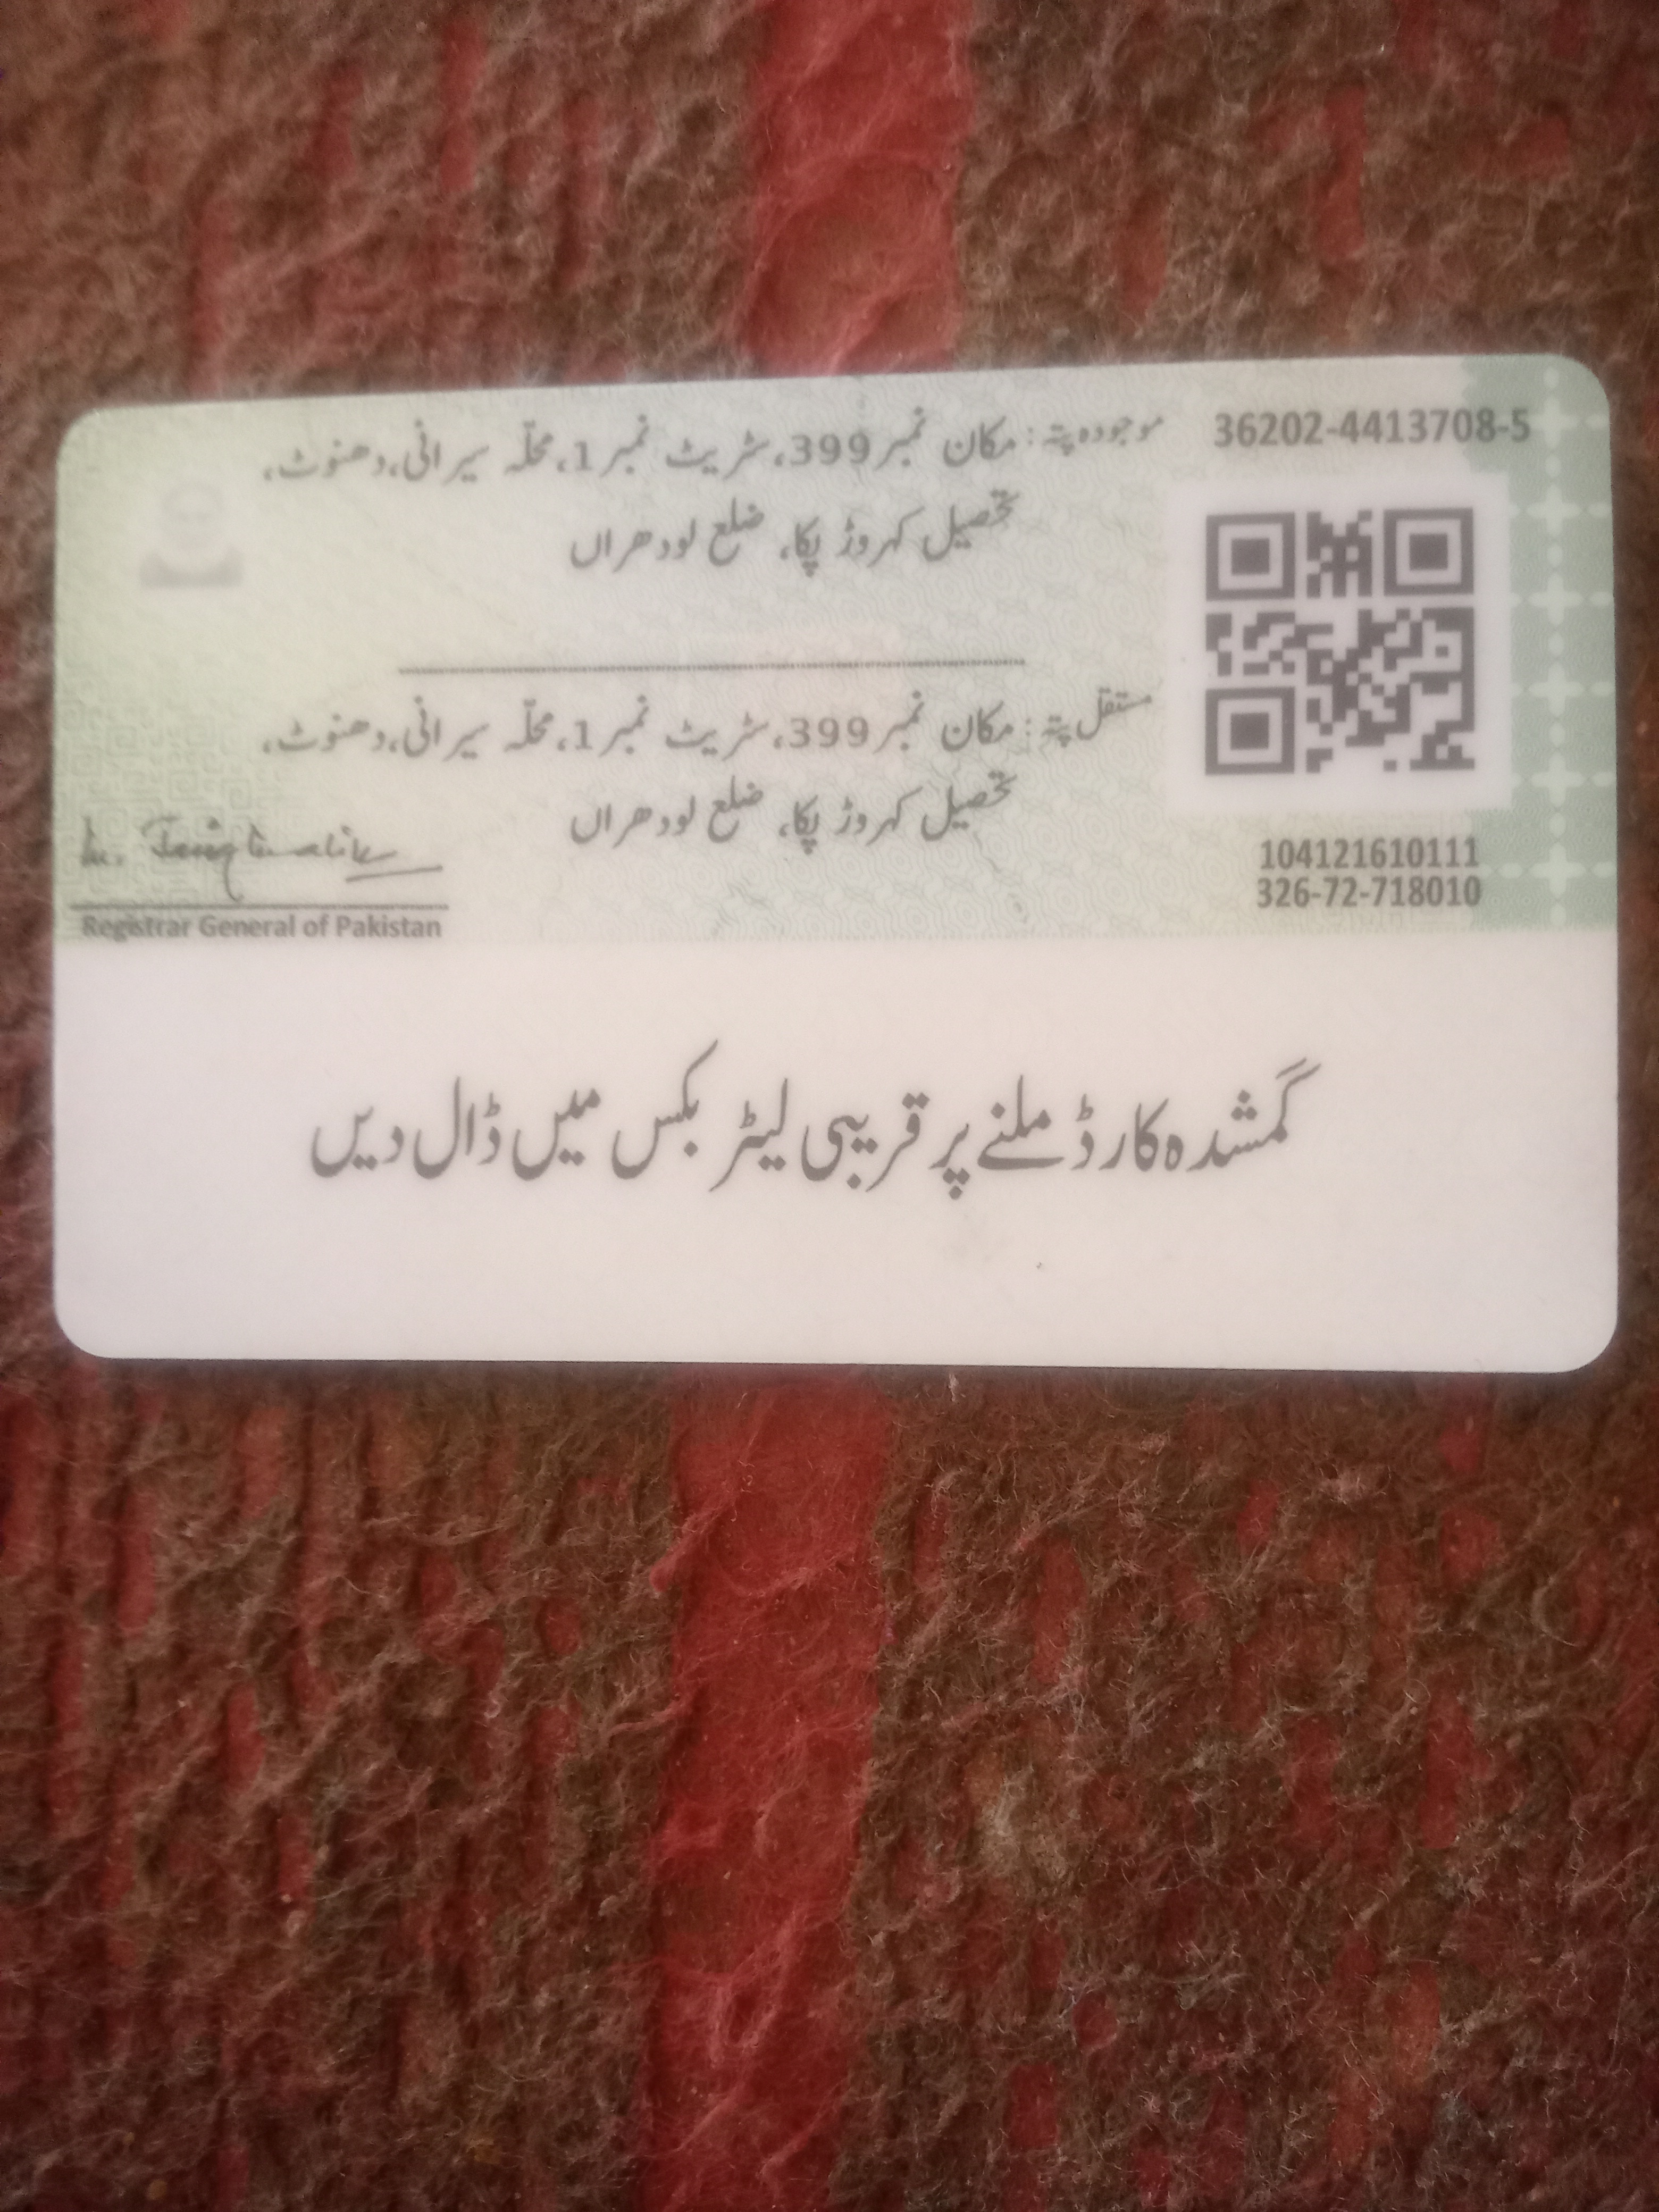 36202-4413708-5
موجودہ پتہ: مکان نمبر 399، سٹریٹ نمبر 1، محلّہ سیرانی، دھنوٹ،
تحصیل کہروڑ پکا، ضلع لودھراں
مستقل پتہ: مکان نمبر 399، سٹریٹ نمبر 1، محلّہ سیرانی، دھنوٹ،
تحصیل کہروڑ پکا، ضلع لودھراں
104121610111
326-72-718010
Registrar General of Pakistan
گمشدہ کارڈ ملنے پر قریبی لیٹر بکس میں ڈال دیں